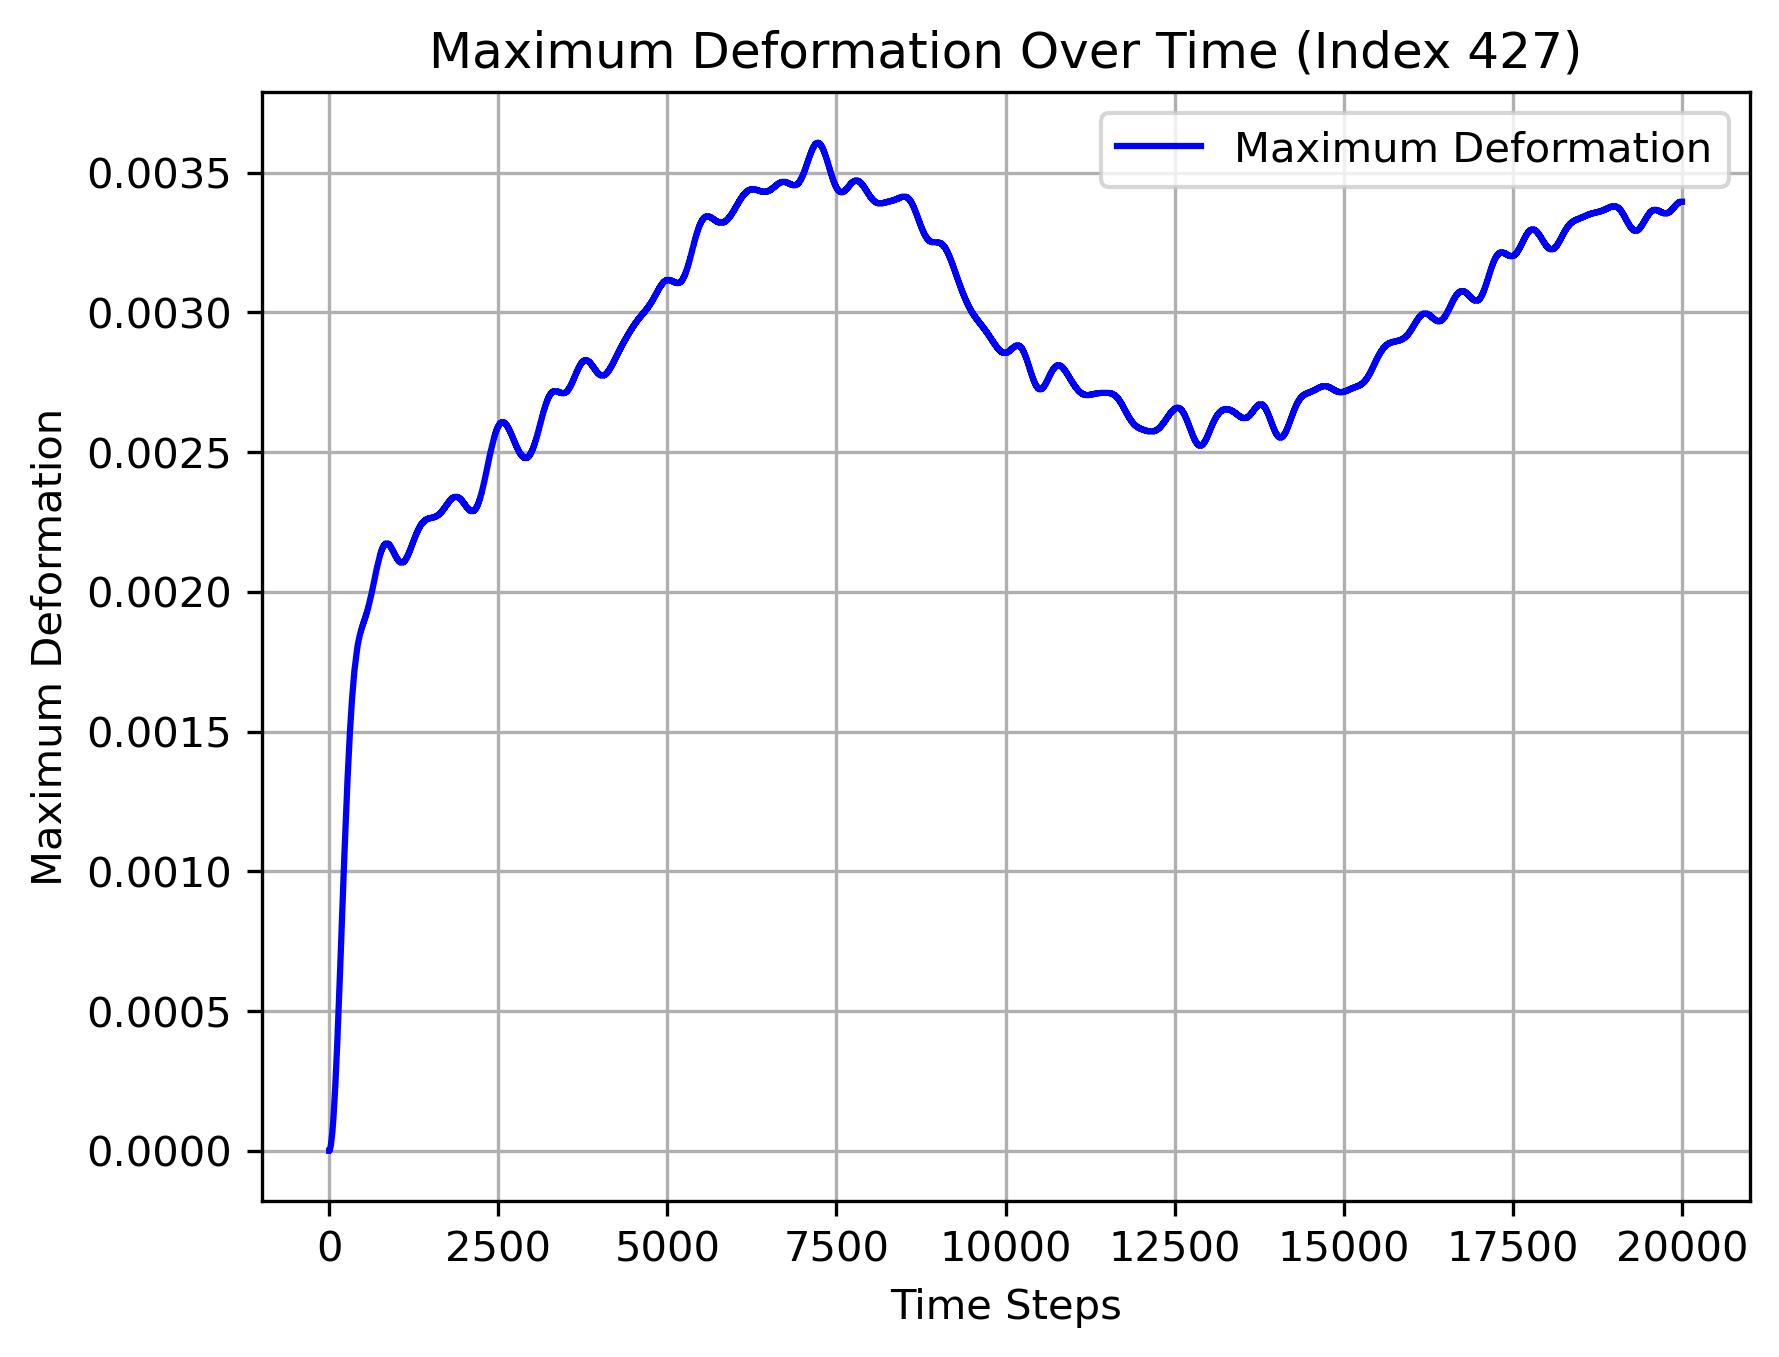 Maximum Deformation Over Time (Index 427)
Maximum Deformation
Maximum Deformation
0.0035
0.0030
0.0025
0.0020
0.0015
0.0010
0.0005
0.0000
0 2500 5000 7500 10000 12500 15000 17500 20000
Time Steps